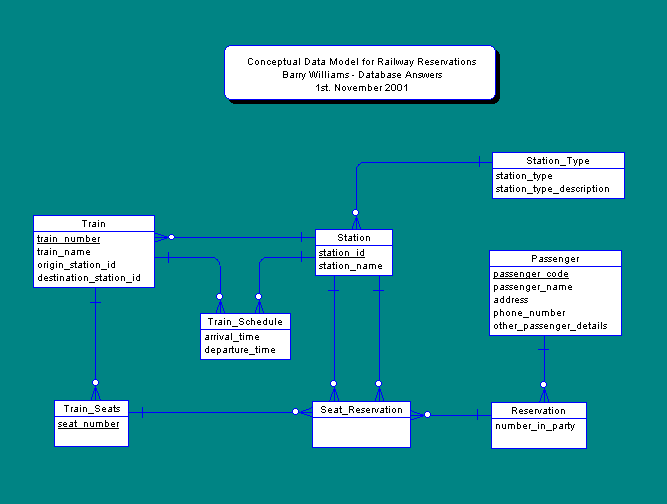 Conceptual Data Model for Railway Reservations
Barry Williams - Database Answers
1st. November 2001
Station_Type
station_type
station_type_description
Train
train_number
train_name
origin_station_id
destination_station_id
Station
station_id
station_name
Passenger
passenger_code
passenger_name
address
phone_number
other_passenger_details
Train_Schedule
arrival_time
departure_time
Train_Seats
seat_number
Seat_Reservation
Reservation
number_in_party